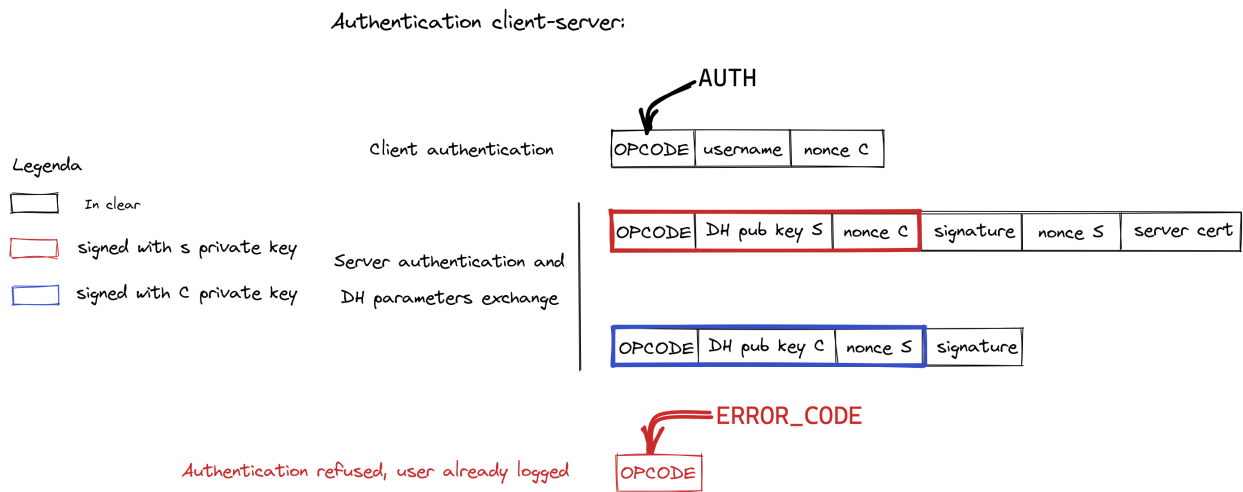 Authentication client-server:
AUTH
Client authentication
OPCODE username nonce C
Legenda
In clear
signed with s private key
signed with C private key
Server authentication and
DH parameters exchange
OPCODE DH pub key S nonce C signature nonce S server cert
OPCODE DH pub key C nonce S signature
ERROR_CODE
Authentication refused, user already logged
OPCODE